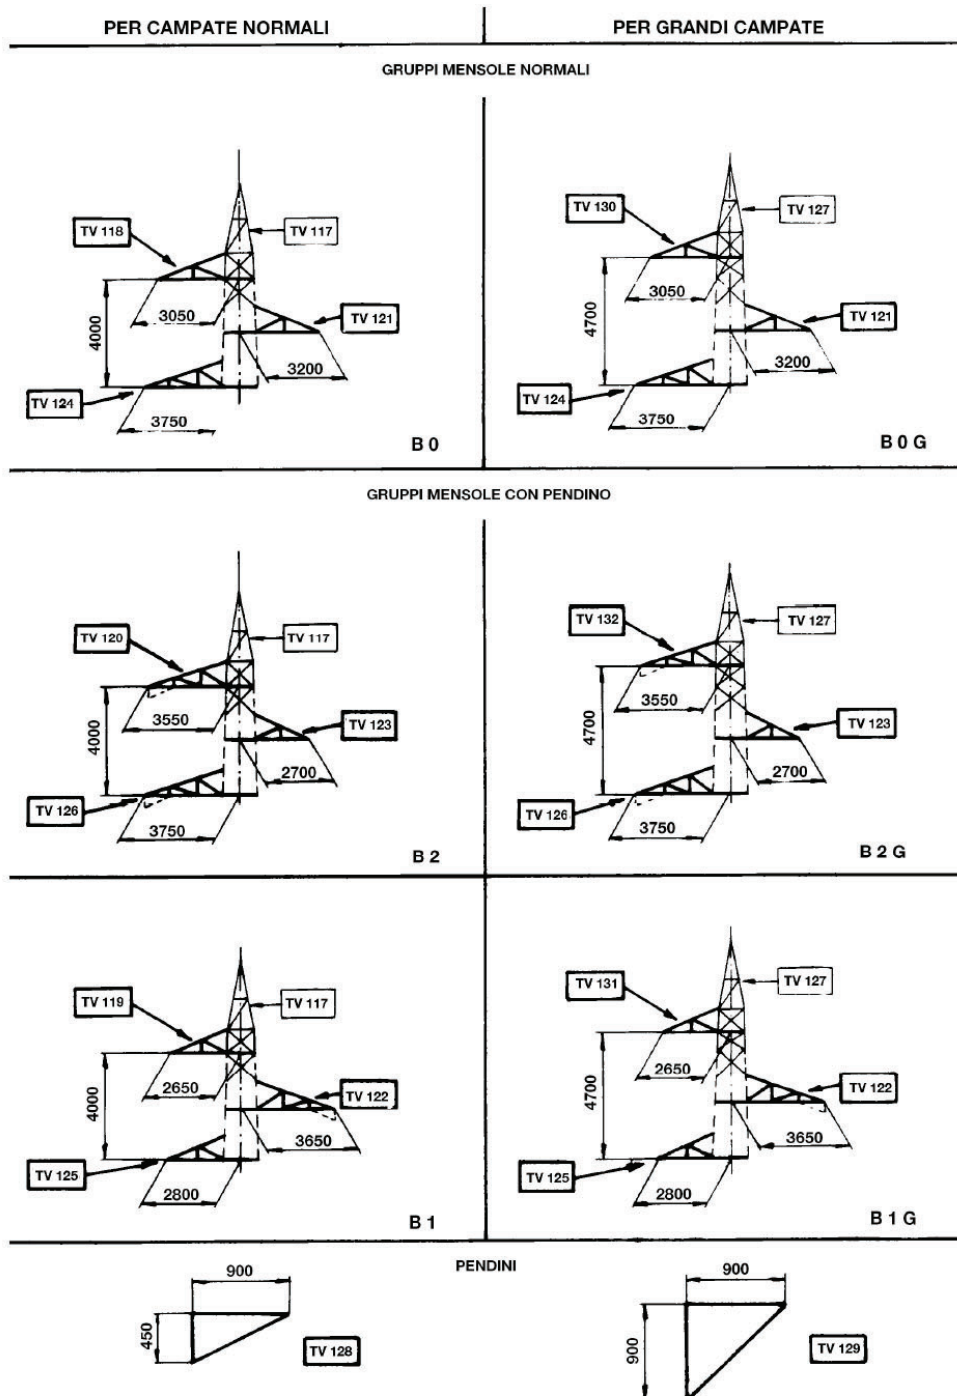 PER CAMPATE NORMALI
PER GRANDI CAMPATE
GRUPPI MENSOLE NORMALI
TV 118
TV 117
3050
4000
TV 121
3200
TV 124
3750
B 0
TV 130
TV 127
3050
4700
TV 121
3200
TV 124
3750
B 0 G
GRUPPI MENSOLE CON PENDINO
TV 120
TV 117
3550
4000
TV 123
2700
TV 126
3750
B 2
TV 132
TV 127
3550
4700
TV 123
2700
TV 126
3750
B 2 G
TV 119
TV 117
2650
4000
TV 122
3650
TV 125
2800
B 1
TV 131
TV 127
2650
4700
TV 122
3650
TV 125
2800
B 1 G
PENDINI
900
450
TV 128
900
900
TV 129